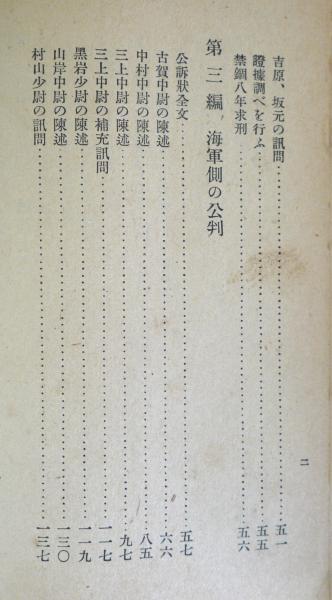 吉原、坂元の訊問……………五一
證據調べを行ふ……………五五
禁錮八年求刑……………五六
第三編 海軍側の公判
公訴狀全文……………五七
古賀中尉の陳述……………六六
中村中尉の陳述……………八五
三上中尉の陳述……………九七
三上中尉の補充訊問……………一一七
黑岩少尉の陳述……………一一九
山岸中尉の陳述……………一三〇
村山少尉の訊問……………一三七
二